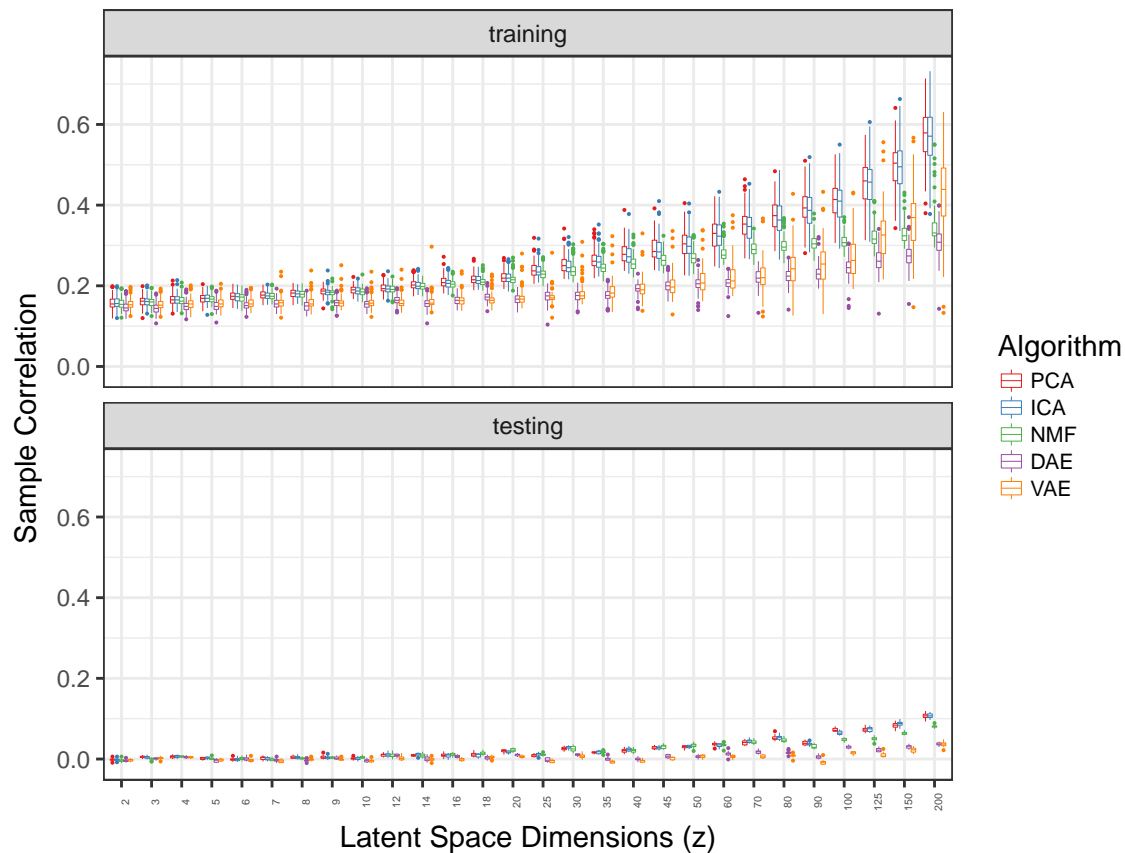 training
0.6
0.4
0.2
0.0
testing
0.6
0.4
0.2
0.0
Sample Correlation
2 3 4 5 6 7 8 9 10 12 14 16 18 20 25 30 35 40 45 50 60 70 80 90 100 125 150 200
Latent Space Dimensions (z)
Algorithm
PCA
ICA
NMF
DAE
VAE